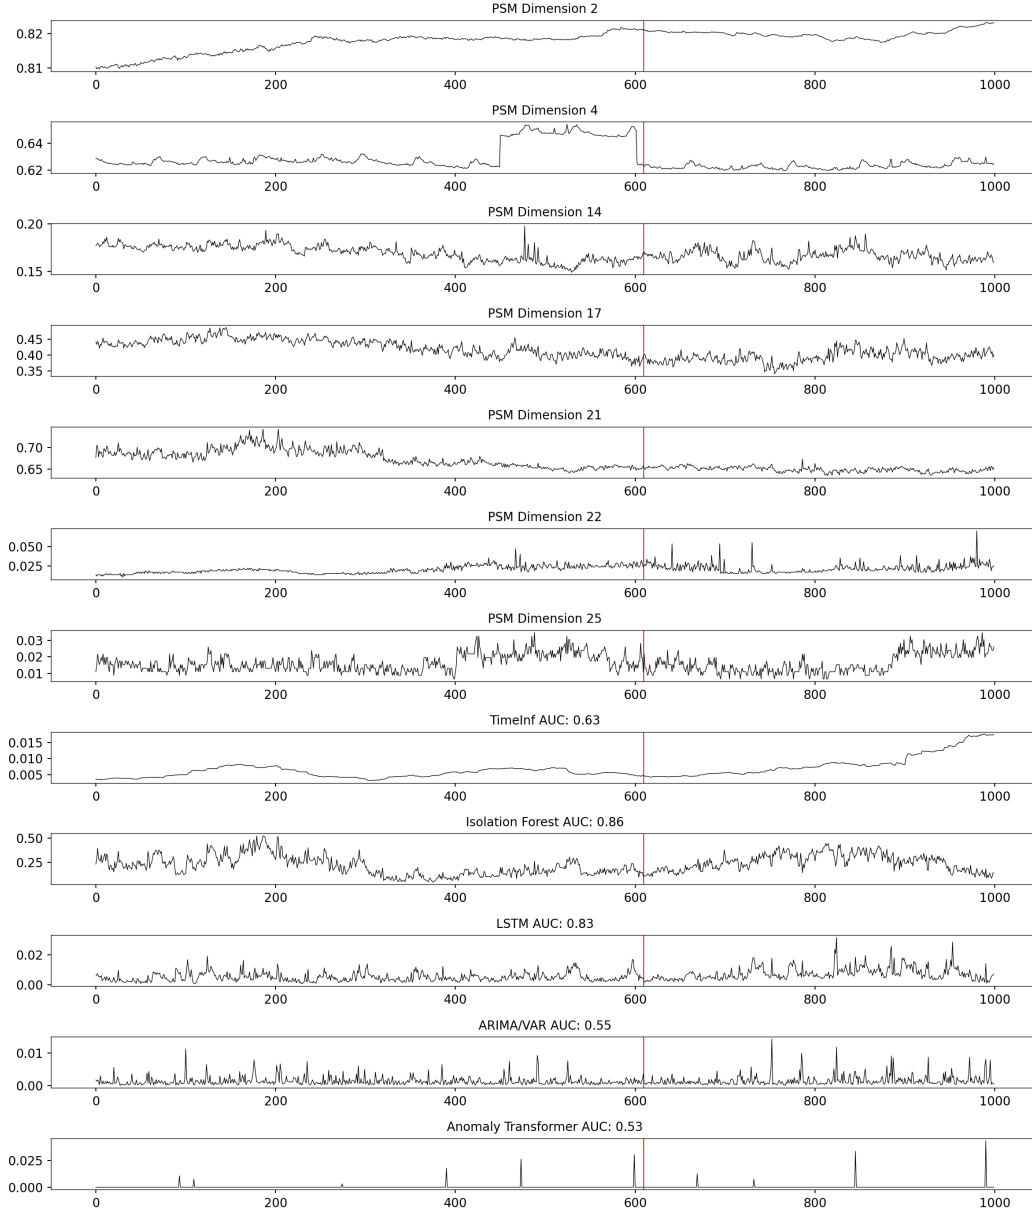 PSM Dimension 2
0.82
0.81
0 200 400 600 800 1000
PSM Dimension 4
0.64
0.62
0 200 400 600 800 1000
PSM Dimension 14
0.20
0.15
0 200 400 600 800 1000
PSM Dimension 17
0.45
0.40
0.35
0 200 400 600 800 1000
PSM Dimension 21
0.70
0.65
0 200 400 600 800 1000
PSM Dimension 22
0.050
0.025
0 200 400 600 800 1000
PSM Dimension 25
0.03
0.02
0.01
0 200 400 600 800 1000
TimeInf AUC: 0.63
0.015
0.010
0.005
0 200 400 600 800 1000
Isolation Forest AUC: 0.86
0.50
0.25
0 200 400 600 800 1000
LSTM AUC: 0.83
0.02
0.00
0 200 400 600 800 1000
ARIMA/VAR AUC: 0.55
0.01
0.00
0 200 400 600 800 1000
Anomaly Transformer AUC: 0.53
0.025
0.000
0 200 400 600 800 1000